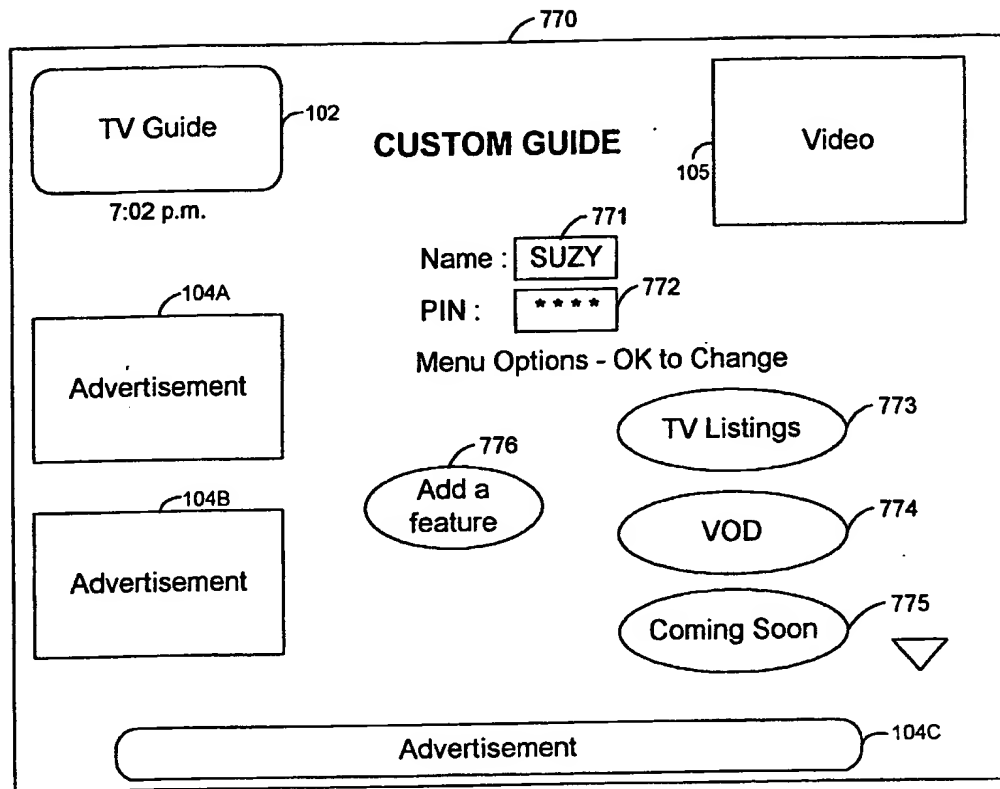 770
TV Guide
102
CUSTOM GUIDE
Video
105
7:02 p.m.
771
Name : SUZY
PIN : **** 772
Menu Options - OK to Change
104A
Advertisement
TV Listings
773
776
Add a
feature
104B
Advertisement
VOD
774
Coming Soon
775
Advertisement
104C